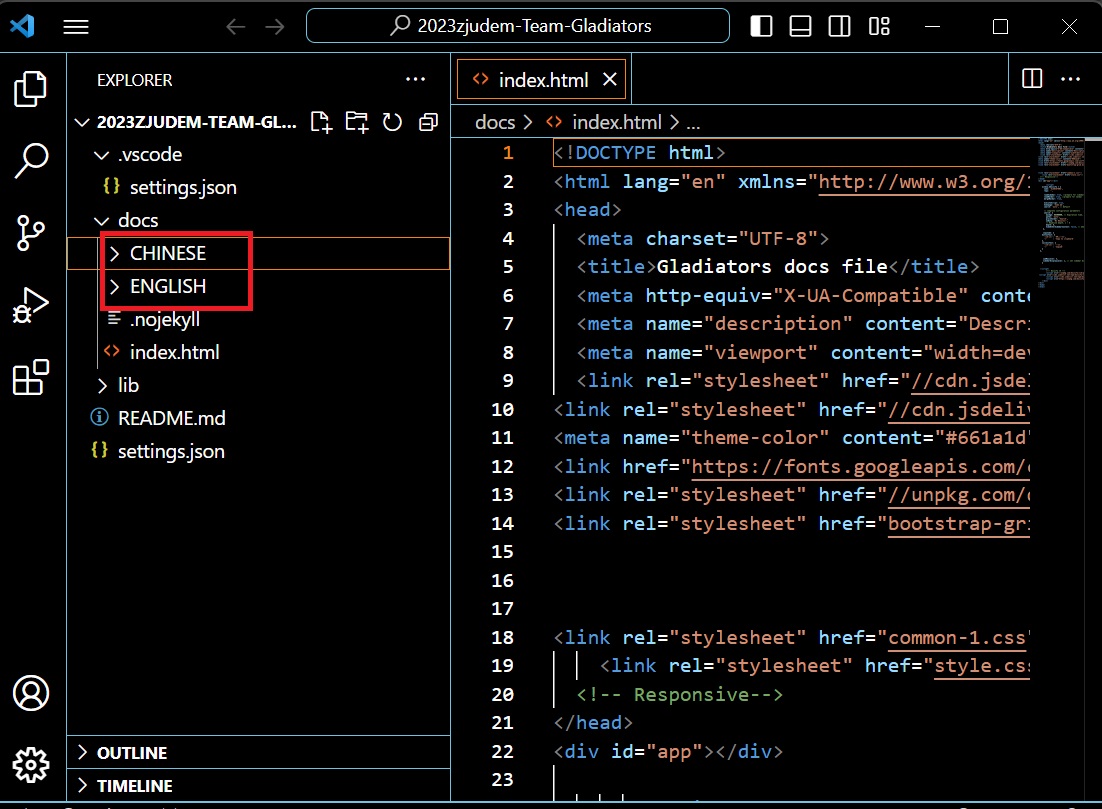 2023zjudem-Team-Gladiators
EXPLORER
2023ZJUDEM-TEAM-GL...
.vscode
{} settings.json
docs
CHINESE
ENGLISH
.nojekyll
<> index.html
lib
README.md
{} settings.json
OUTLINE
TIMELINE
<> index.html
docs > <> index.html > ...
1 <!DOCTYPE html>
2 <html lang="en" xmlns="http://www.w3.org/
3 <head>
4 <meta charset="UTF-8">
5 <title>Gladiators docs file</title>
6 <meta http-equiv="X-UA-Compatible" conte
7 <meta name="description" content="Descri
8 <meta name="viewport" content="width=dev
9 <link rel="stylesheet" href="//cdn.jsdel
10 <link rel="stylesheet" href="//cdn.jsdeliv
11 <meta name="theme-color" content="#661a1d"
12 <link href="https://fonts.googleapis.com/
13 <link rel="stylesheet" href="//unpkg.com/
14 <link rel="stylesheet" href="bootstrap-gri
15
16
17
18 <link rel="stylesheet" href="common-1.css"
19 <link rel="stylesheet" href="style.css
20 <!-- Responsive-->
21 </head>
22 <div id="app"></div>
23